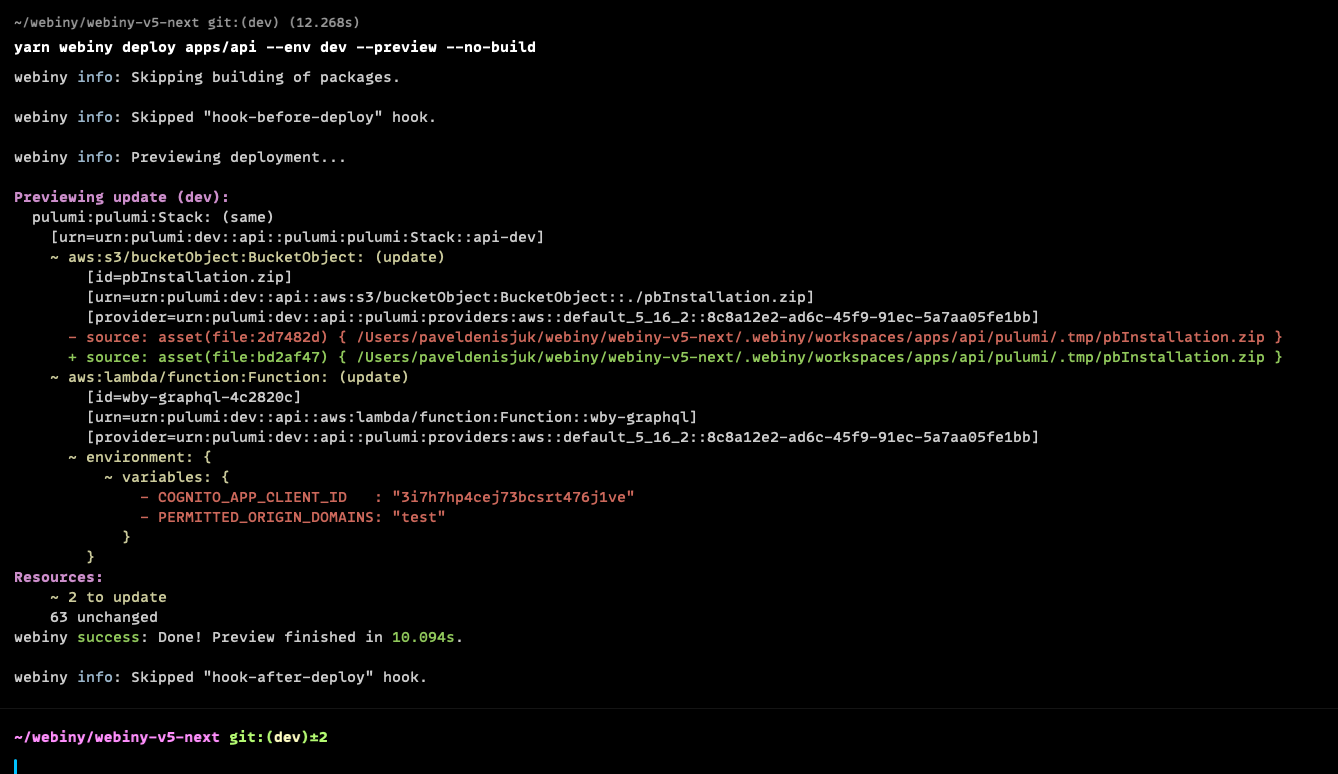 ~/webiny/webiny-v5-next git:(dev) (12.268s)
yarn webiny deploy apps/api --env dev --preview --no-build
webiny info: Skipping building of packages.
webiny info: Skipped "hook-before-deploy" hook.
webiny info: Previewing deployment...
Previewing update (dev):
pulumi:pulumi:Stack: (same)
[urn=urn:pulumi:dev::api::pulumi:pulumi:Stack::api-dev]
~ aws:s3/bucketObject:BucketObject: (update)
[id=pbInstallation.zip]
[urn=urn:pulumi:dev::api::aws:s3/bucketObject:BucketObject::./pbInstallation.zip]
[provider=urn:pulumi:dev::api::pulumi:providers:aws::default_5_16_2::8c8a12e2-ad6c-45f9-91ec-5a7aa05fe1bb]
- source: asset(file:2d7482d) { /Users/paveldenisjuk/webiny/webiny-v5-next/.webiny/workspaces/apps/api/pulumi/.tmp/pbInstallation.zip }
+ source: asset(file:bd2af47) { /Users/paveldenisjuk/webiny/webiny-v5-next/.webiny/workspaces/apps/api/pulumi/.tmp/pbInstallation.zip }
~ aws:lambda/function:Function: (update)
[id=wby-graphql-4c2820c]
[urn=urn:pulumi:dev::api::aws:lambda/function:Function::wby-graphql]
[provider=urn:pulumi:dev::api::pulumi:providers:aws::default_5_16_2::8c8a12e2-ad6c-45f9-91ec-5a7aa05fe1bb]
~ environment: {
~ variables: {
- COGNITO_APP_CLIENT_ID   : "3i7h7hp4cej73bcsrt476j1ve"
- PERMITTED_ORIGIN_DOMAINS: "test"
}
}
Resources:
~ 2 to update
63 unchanged
webiny success: Done! Preview finished in 10.094s.
webiny info: Skipped "hook-after-deploy" hook.
~/webiny/webiny-v5-next git:(dev)±2